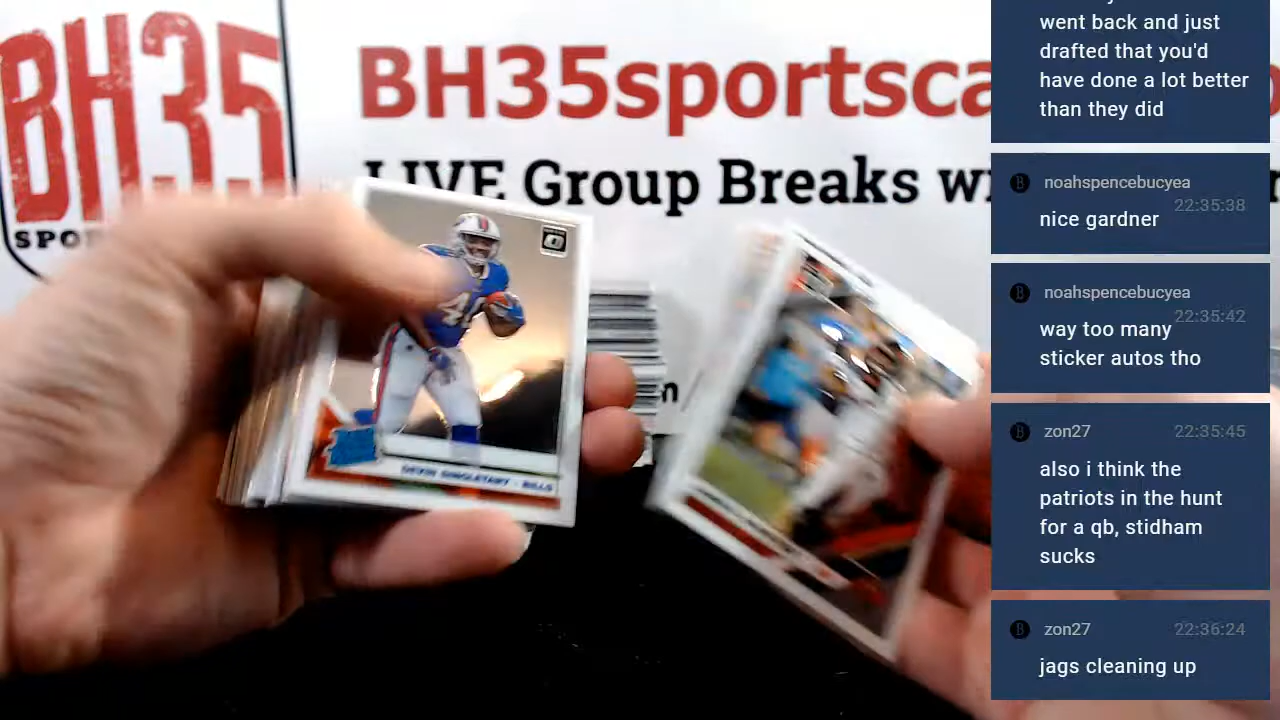 BH35
SPO
BH35sportsca
LIVE Group Breaks w
DEVIN SINGLETARY - BILLS
went back and just
drafted that you'd
have done a lot better
than they did
noahspencebucyea
22:35:38
nice gardner
noahspencebucyea
22:35:42
way too many
sticker autos tho
zon27 22:35:45
also i think the
patriots in the hunt
for a qb, stidham
sucks
zon27 22:36:24
jags cleaning up